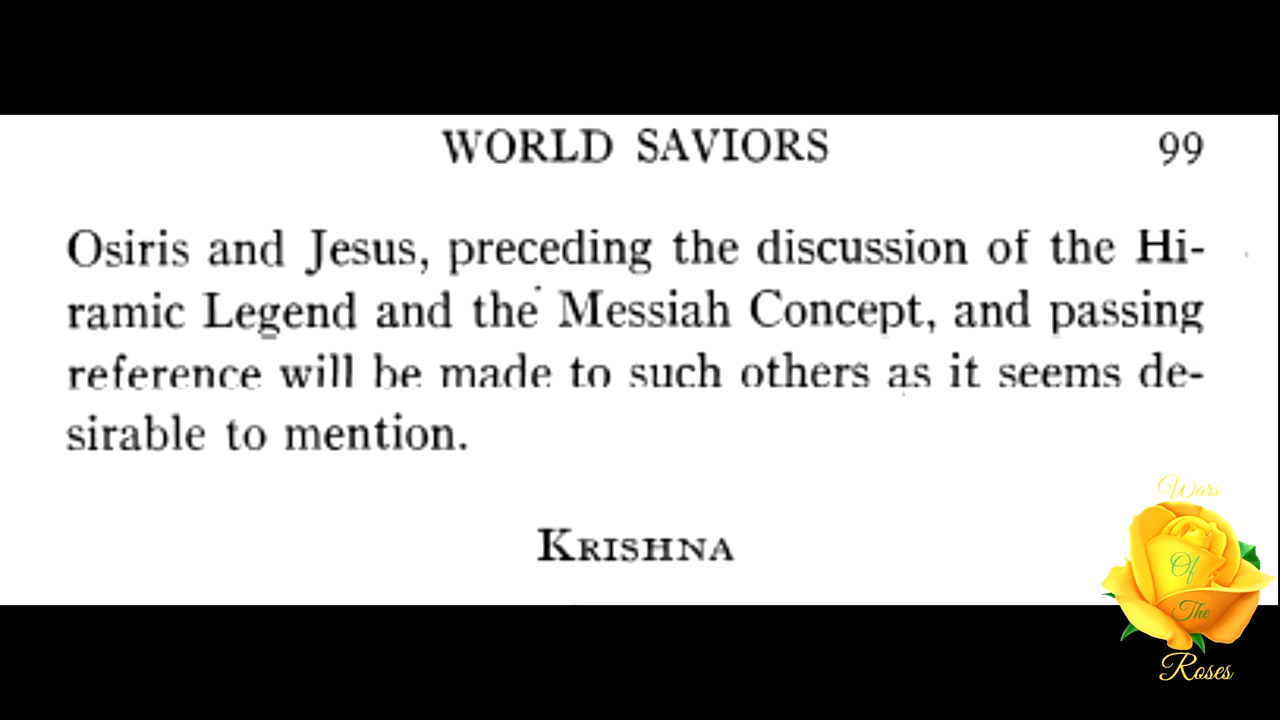 WORLD SAVIORS 99
Osiris and Jesus, preceding the discussion of the Hi-
ramic Legend and the Messiah Concept, and passing
reference will be made to such others as it seems de-
sirable to mention.
KRISHNA
Wars
Of
The
Roses